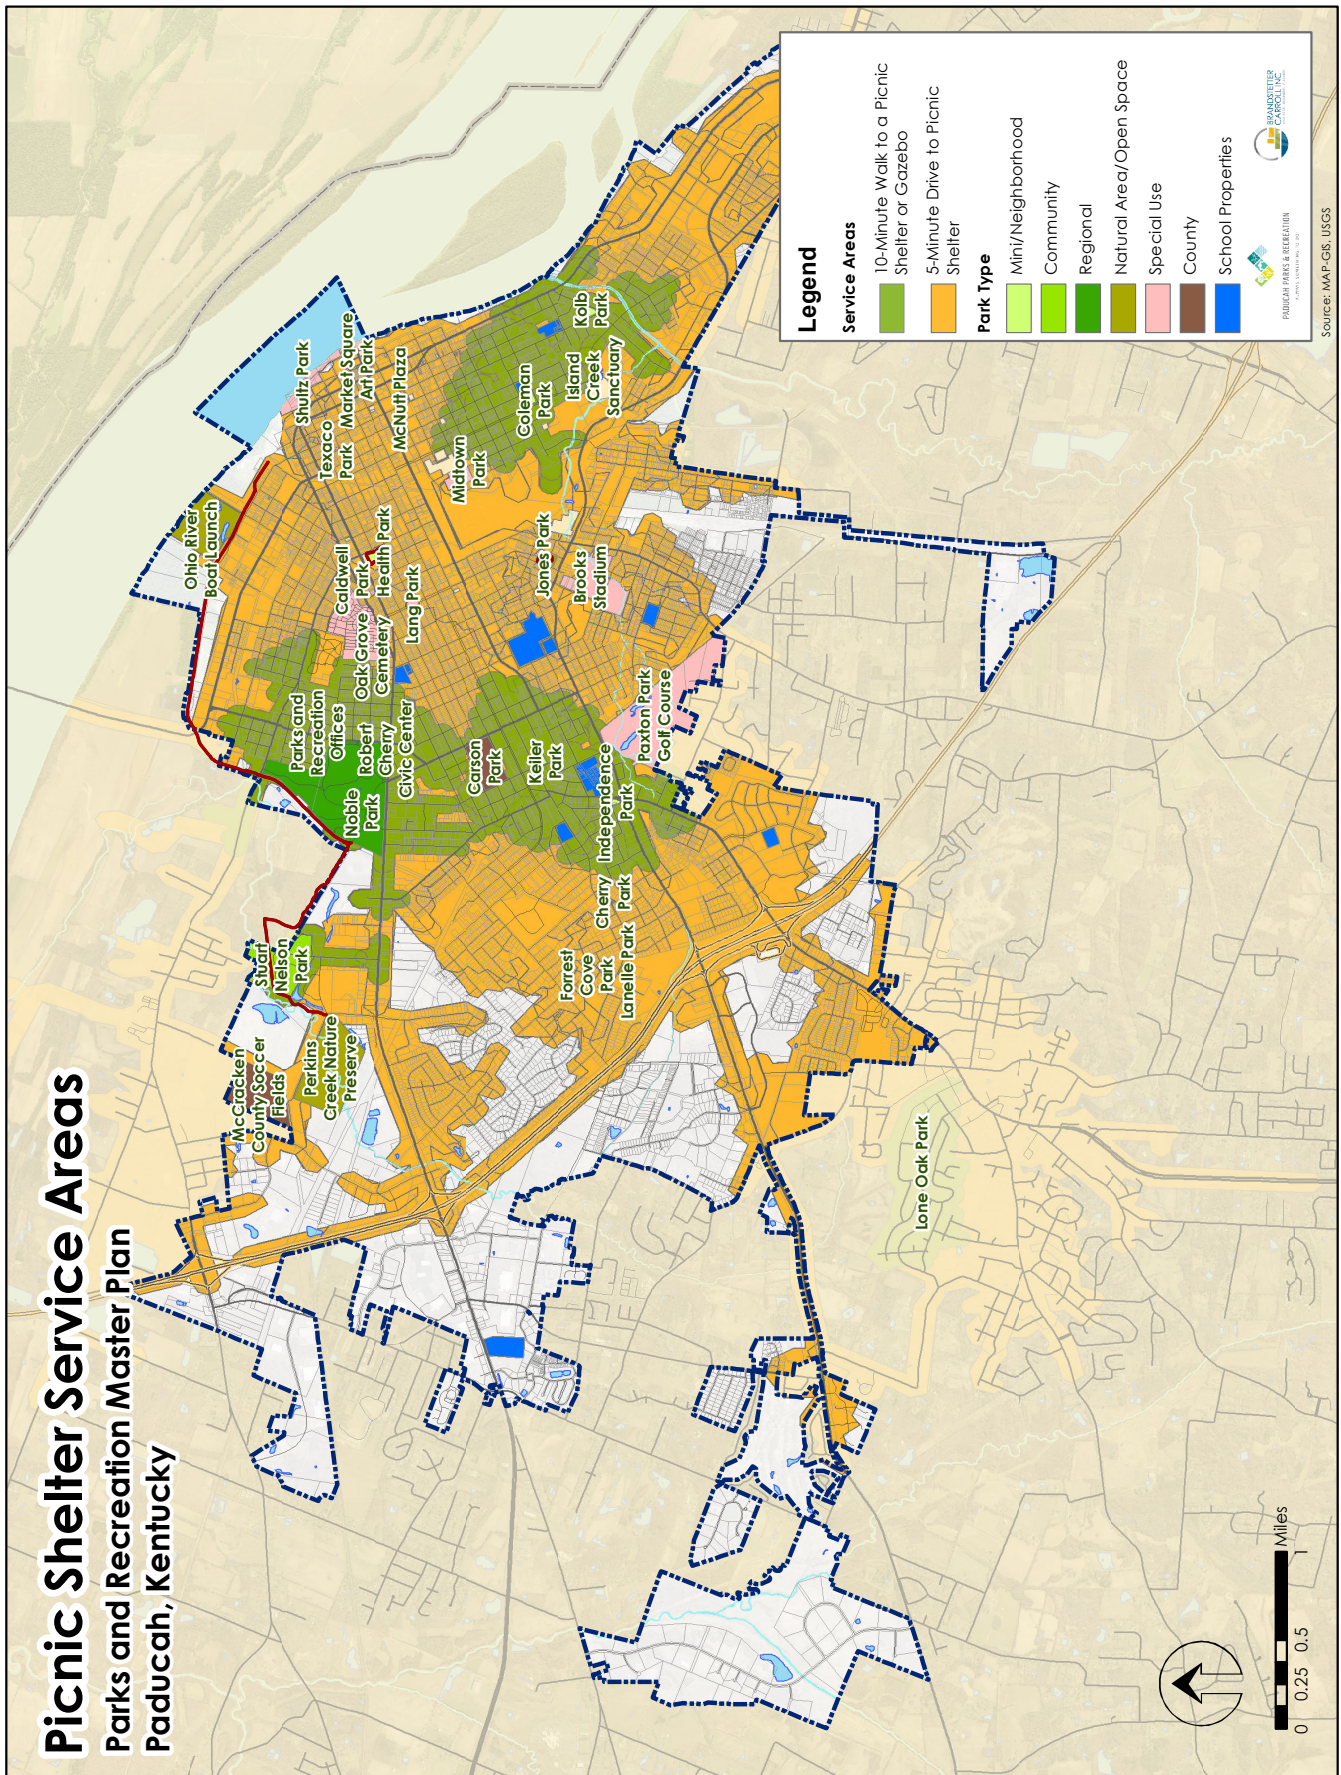 Picnic Shelter Service Areas
Parks and Recreation Master Plan
Paducah, Kentucky
McCracken
County Soccer
Fields
Perkins
Creek Nature
Preserve
Stuart
Nelson
Park
Noble
Park
Parks and
Recreation
Offices
Robert
Cherry
Civic Center
Oak Grove
Cemetery
Caldwell
Park
Health Park
Lang Park
Ohio River
Boat Launch
Texaco
Park
Shultz Park
Market Square
Art Park
McNutt Plaza
Midtown
Park
Coleman
Park
Island
Creek
Sanctuary
Kolb
Park
Jones Park
Brooks
Stadium
Carson
Park
Keiler
Park
Independence
Park
Paxton Park
Golf Course
Cherry
Park
Forrest
Cove
Park
Lanelle Park
Lone Oak Park
0 0.25 0.5 1
Miles
Legend
Service Areas
10-Minute Walk to a Picnic
Shelter or Gazebo
5-Minute Drive to Picnic
Shelter
Park Type
Mini/Neighborhood
Community
Regional
Natural Area/Open Space
Special Use
County
School Properties
PADUCAH PARKS & RECREATION
BRANDSTETTER
CARROLL INC
Source: MAP-GIS, USGS